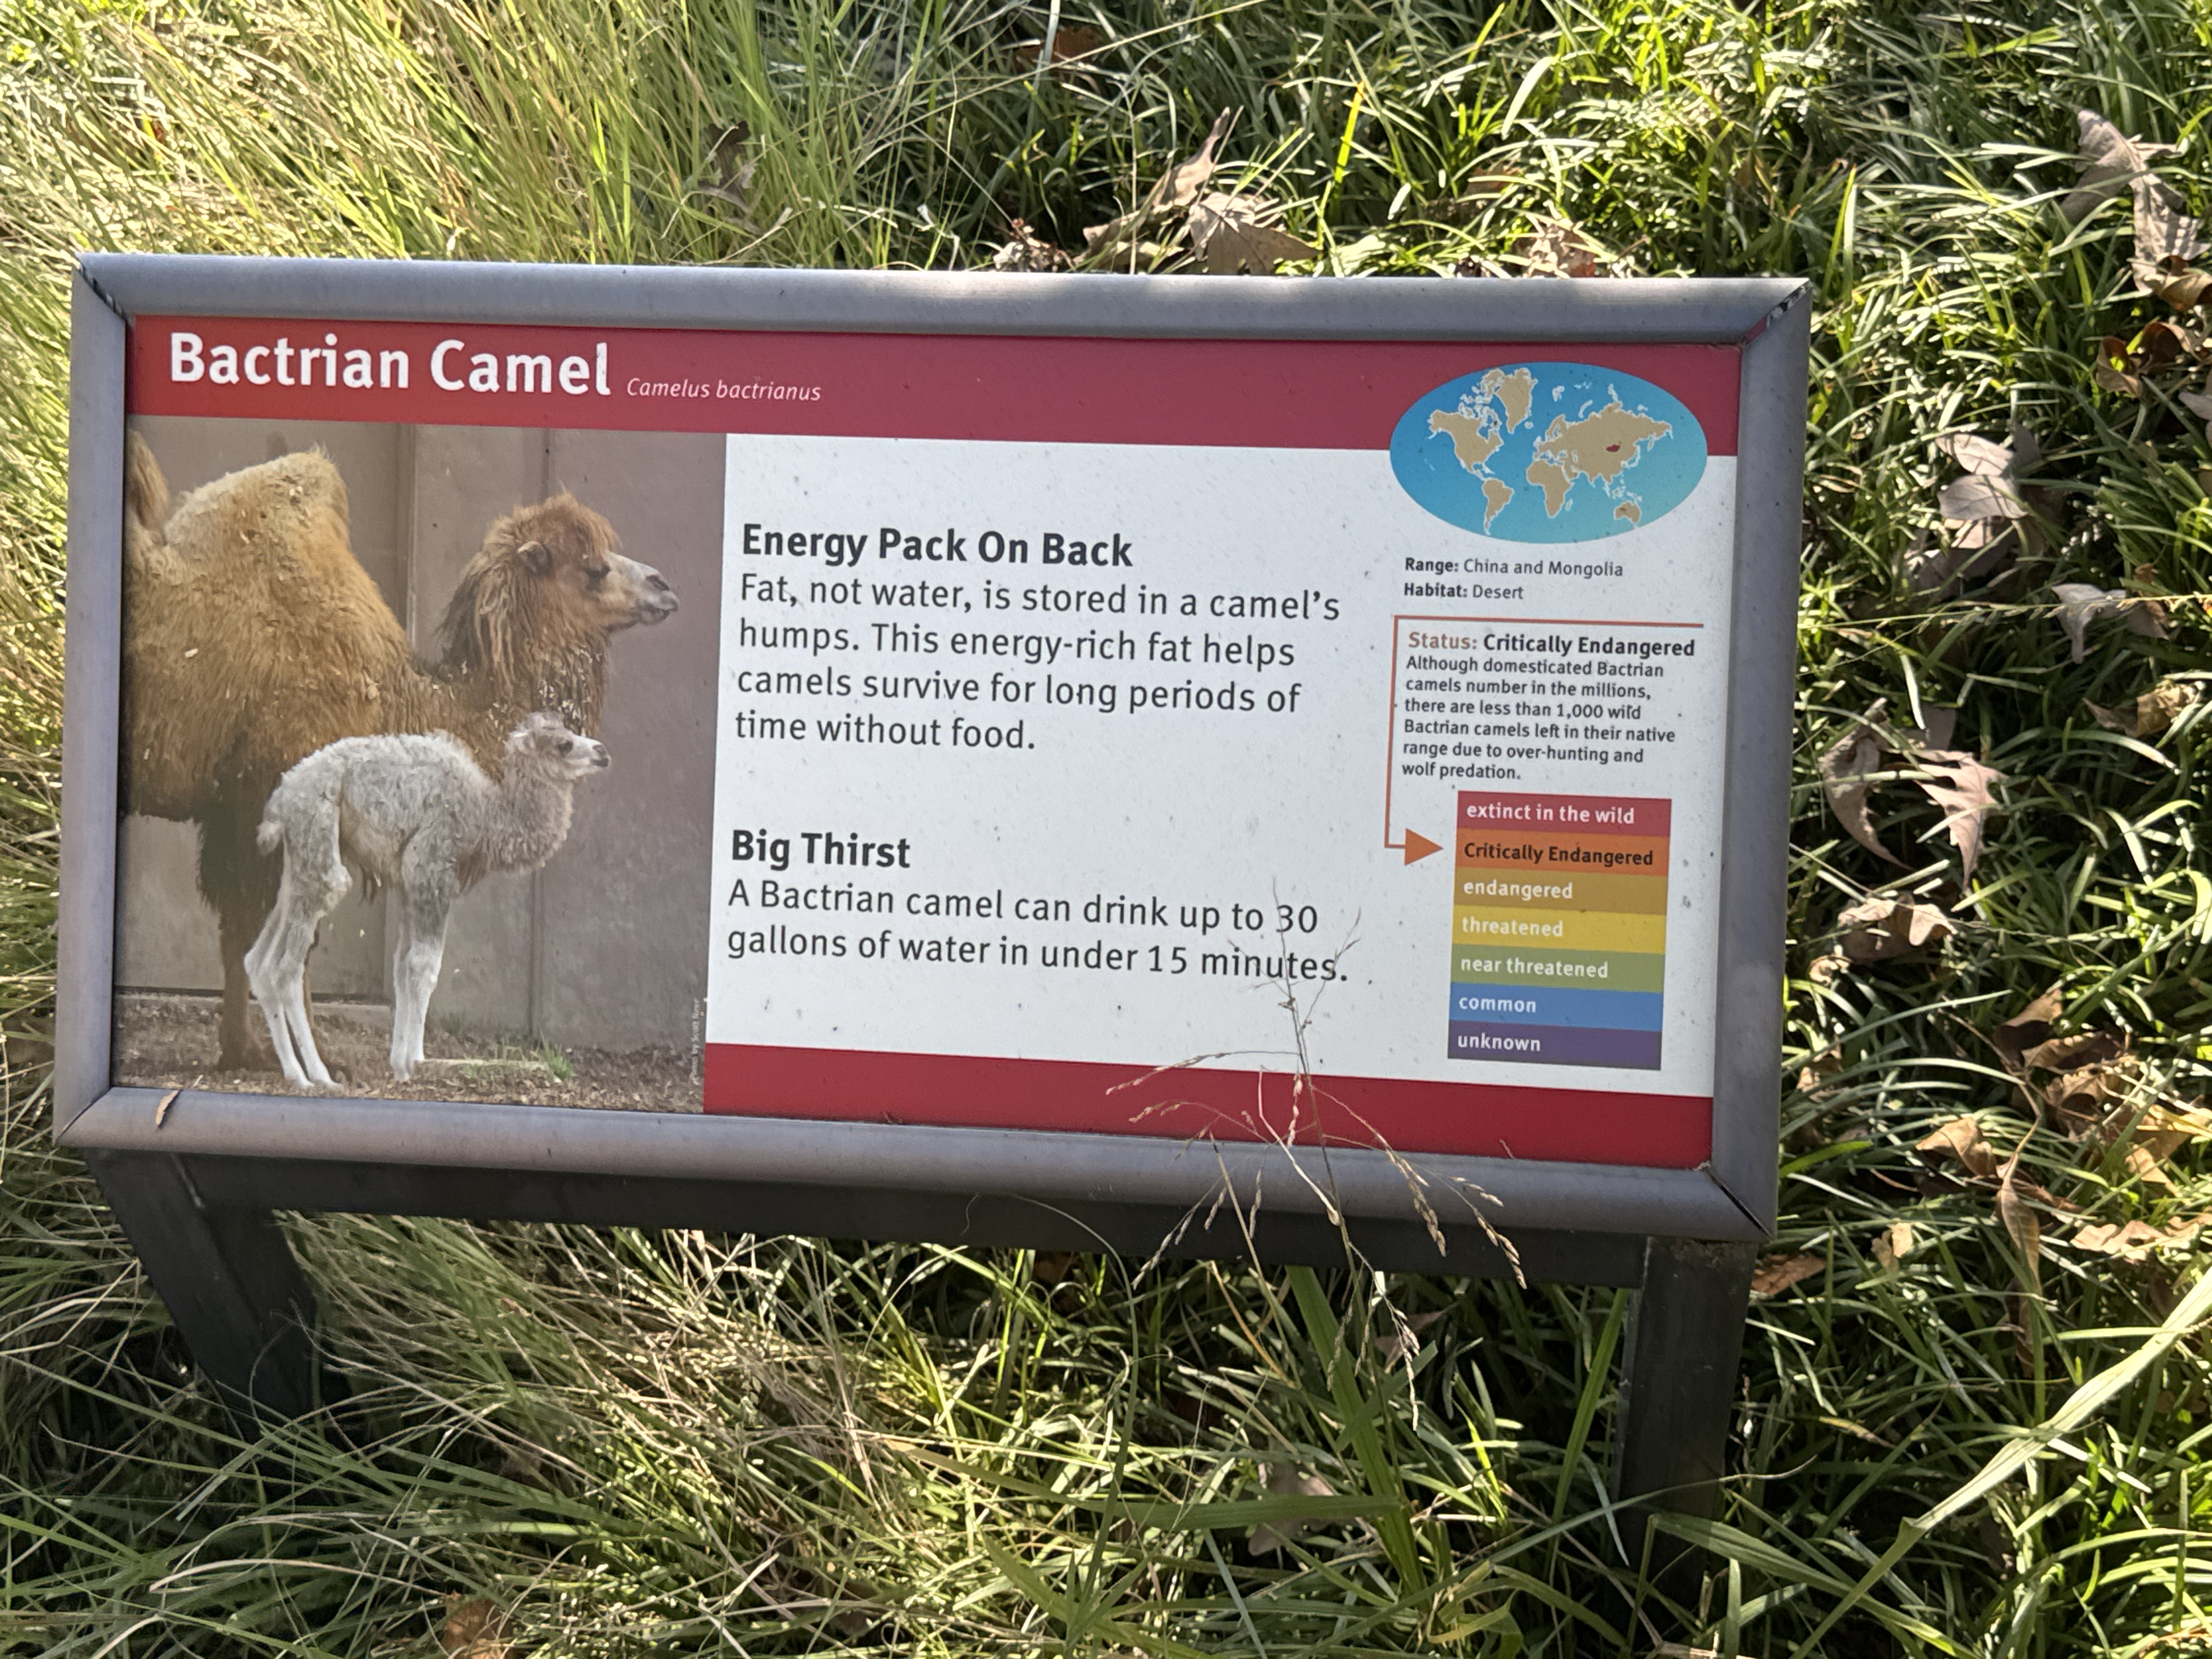 Bactrian Camel Camelus bactrianus
Energy Pack On Back
Fat, not water, is stored in a camel's
humps. This energy-rich fat helps
camels survive for long periods of
time without food.
Big Thirst
A Bactrian camel can drink up to 30
gallons of water in under 15 minutes.
Range: China and Mongolia
Habitat: Desert
Status: Critically Endangered
Although domesticated Bactrian
camels number in the millions,
there are less than 1,000 wild
Bactrian camels left in their native
range due to over-hunting and
wolf predation.
extinct in the wild
Critically Endangered
endangered
threatened
near threatened
common
unknown